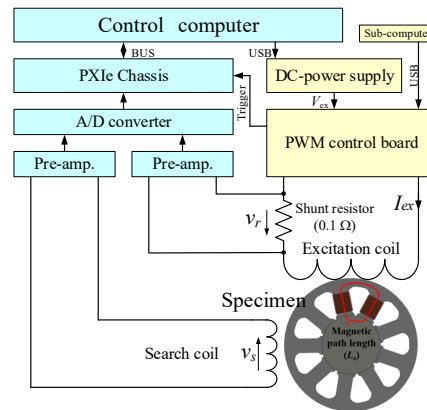 Control computer
Sub-compute
BUS
USB
USB
PXIe Chassis
DC-power supply
Trigger
Vex
A/D converter
PWM control board
Pre-amp.
Pre-amp.
Iex
vr
Shunt resistor
(0.1 Ω)
Excitation coil
Specimen
Magnetic
path length
(Le)
Search coil
vs